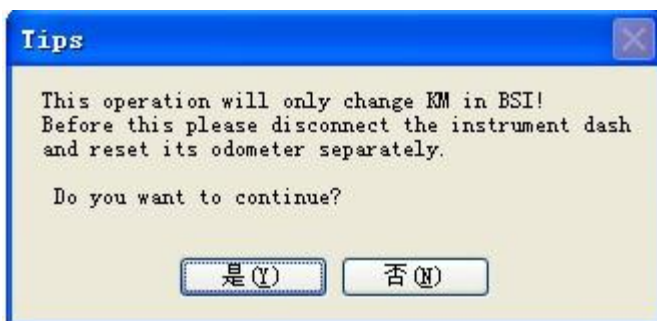 Tips
This operation will only change KM in BSI!
Before this please disconnect the instrument dash
and reset its odometer separately.
Do you want to continue?
是(Y) 否(N)